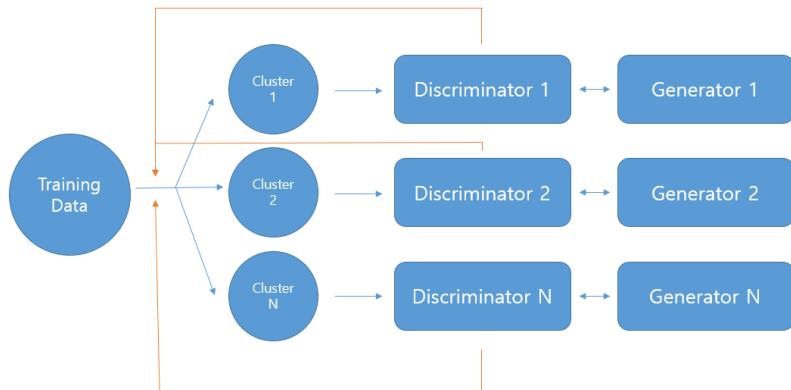 Cluster
1
Discriminator 1
Generator 1
Training
Data
Cluster
2
Discriminator 2
Generator 2
Cluster
N
Discriminator N
Generator N